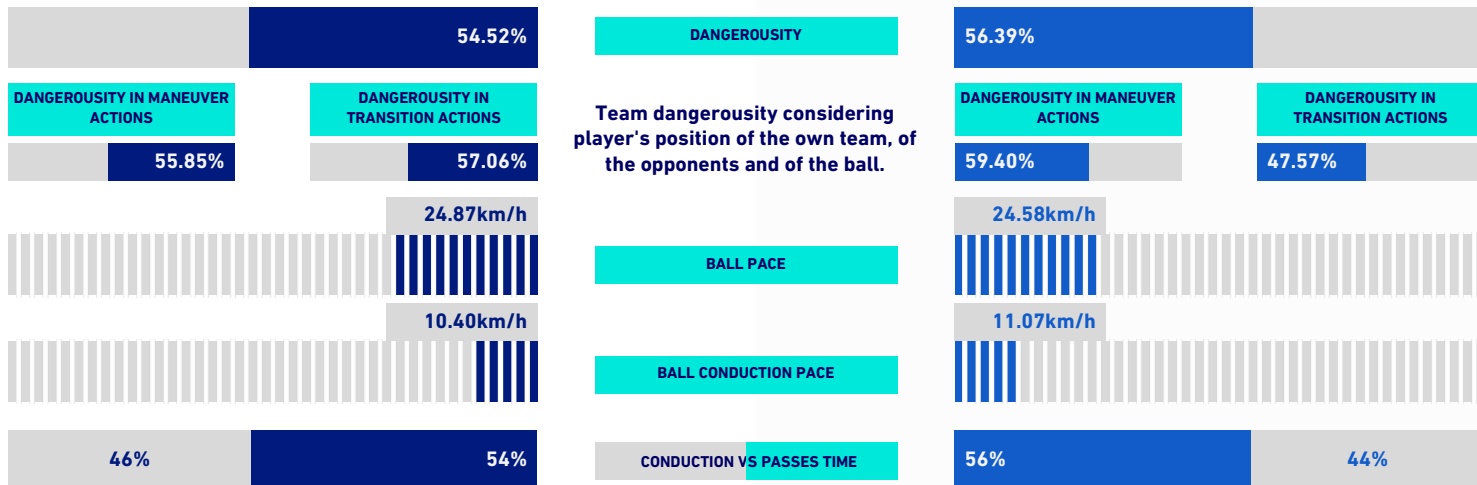 54.52%
DANGEROUSITY
56.39%
DANGEROUSITY IN MANEUVER
ACTIONS
DANGEROUSITY IN
TRANSITION ACTIONS
55.85%
57.06%
Team dangerousity considering
player's position of the own team, of
the opponents and of the ball.
DANGEROUSITY IN MANEUVER
ACTIONS
DANGEROUSITY IN
TRANSITION ACTIONS
59.40%
47.57%
24.87km/h
BALL PACE
24.58km/h
10.40km/h
BALL CONDUCTION PACE
11.07km/h
46%
54%
CONDUCTION VS PASSES TIME
56%
44%